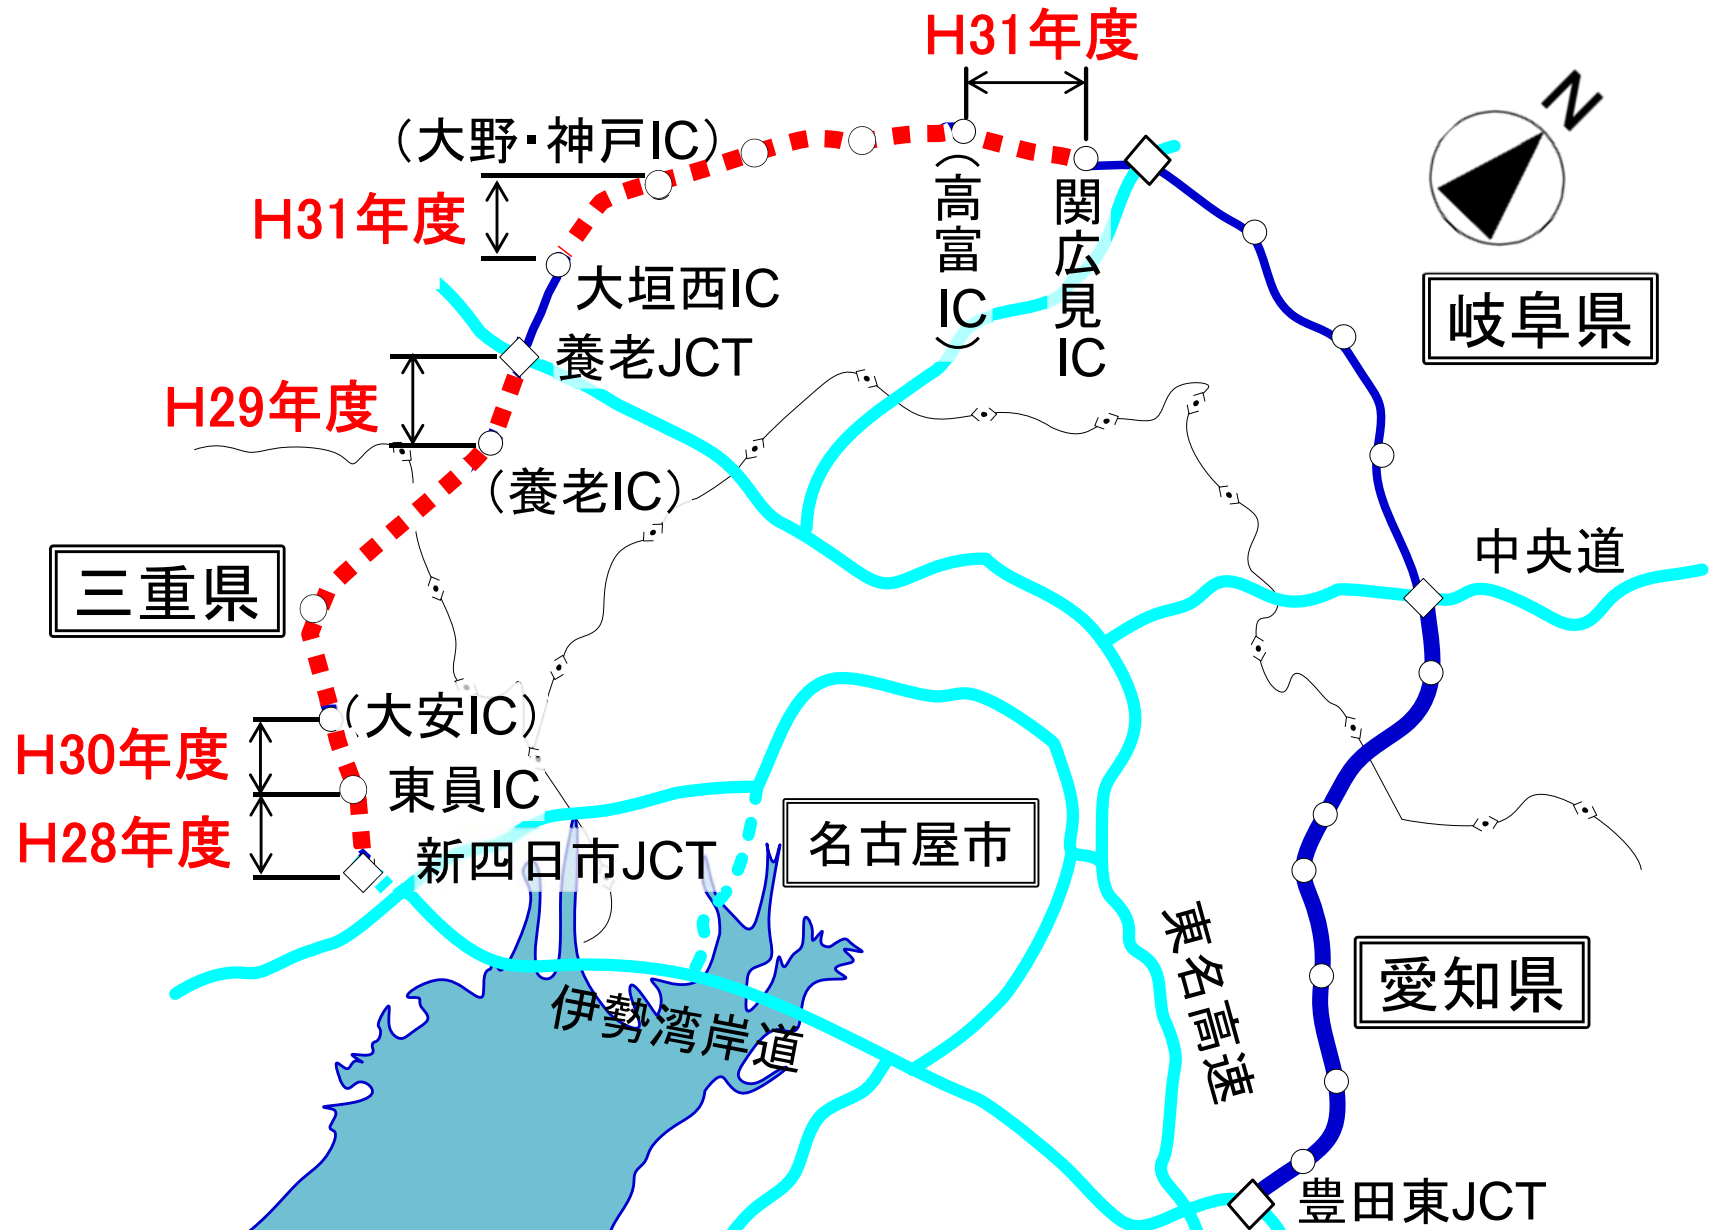 H31年度
N
(大野・神戸IC)
H31年度
(高富IC)
関広見IC
大垣西IC
岐阜県
養老JCT
H29年度
(養老IC)
中央道
三重県
(大安IC)
H30年度
東員IC
H28年度
新四日市JCT
名古屋市
東名高速
愛知県
伊勢湾岸道
豊田東JCT